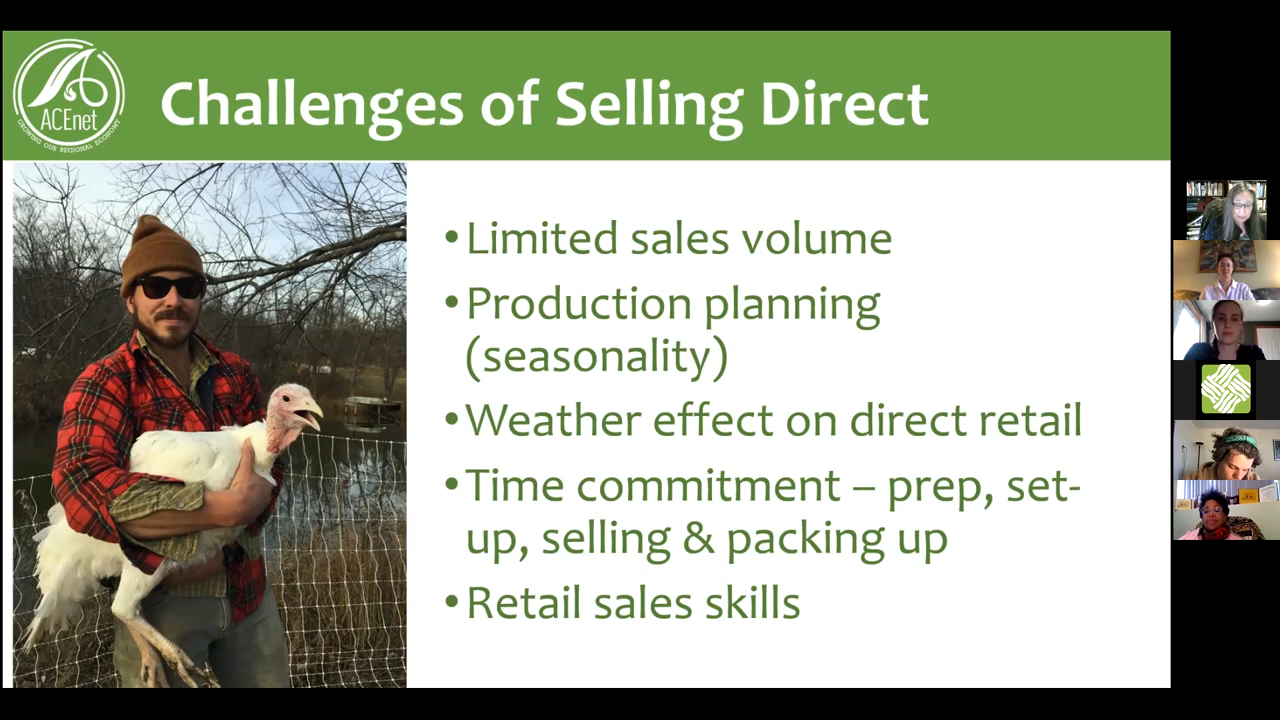 Challenges of Selling Direct
ACEnet
GROWING OUR REGIONAL ECONOMY
•Limited sales volume
•Production planning
(seasonality)
•Weather effect on direct retail
•Time commitment – prep, set-
up, selling & packing up
•Retail sales skills